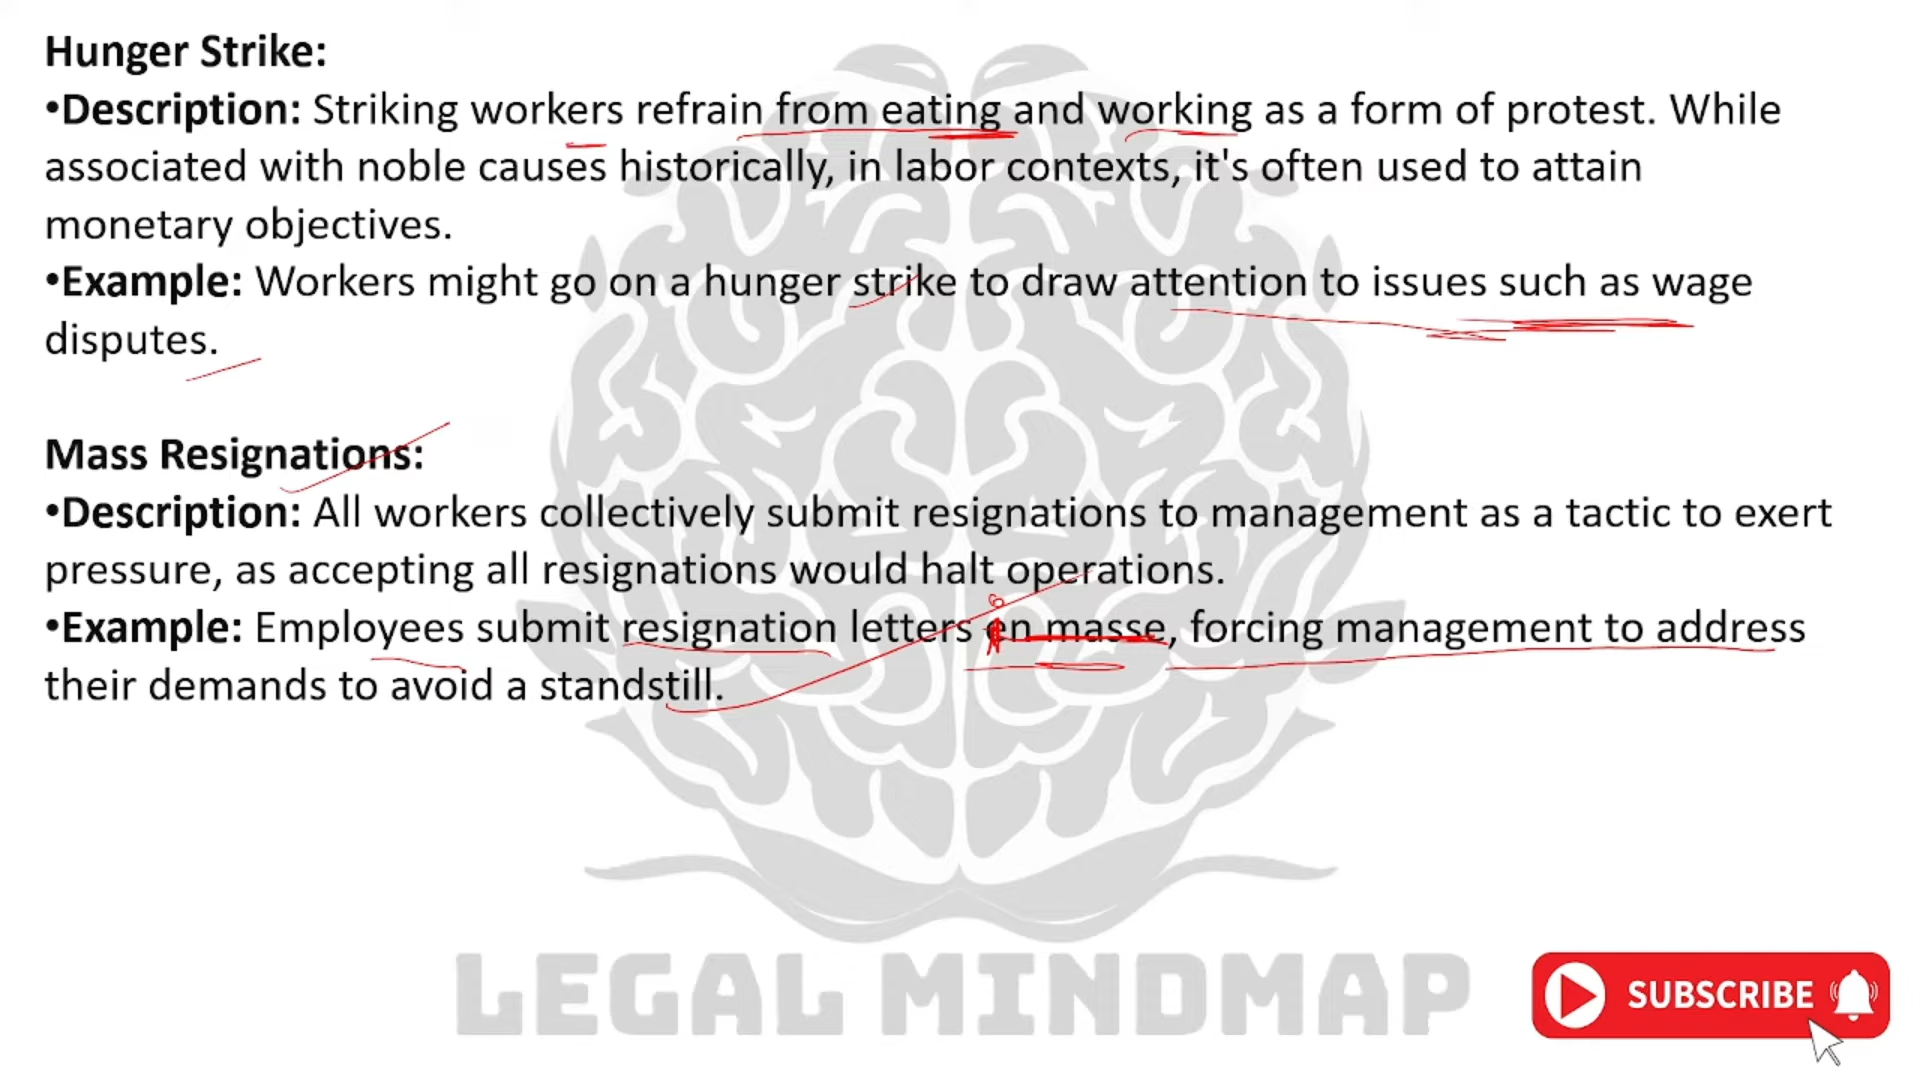 Hunger Strike:
•Description: Striking workers refrain from eating and working as a form of protest. While
associated with noble causes historically, in labor contexts, it's often used to attain
monetary objectives.
•Example: Workers might go on a hunger strike to draw attention to issues such as wage
disputes.
Mass Resignations:
•Description: All workers collectively submit resignations to management as a tactic to exert
pressure, as accepting all resignations would halt operations.
•Example: Employees submit resignation letters en masse, forcing management to address
their demands to avoid a standstill.
LEGAL MINDMAP
SUBSCRIBE